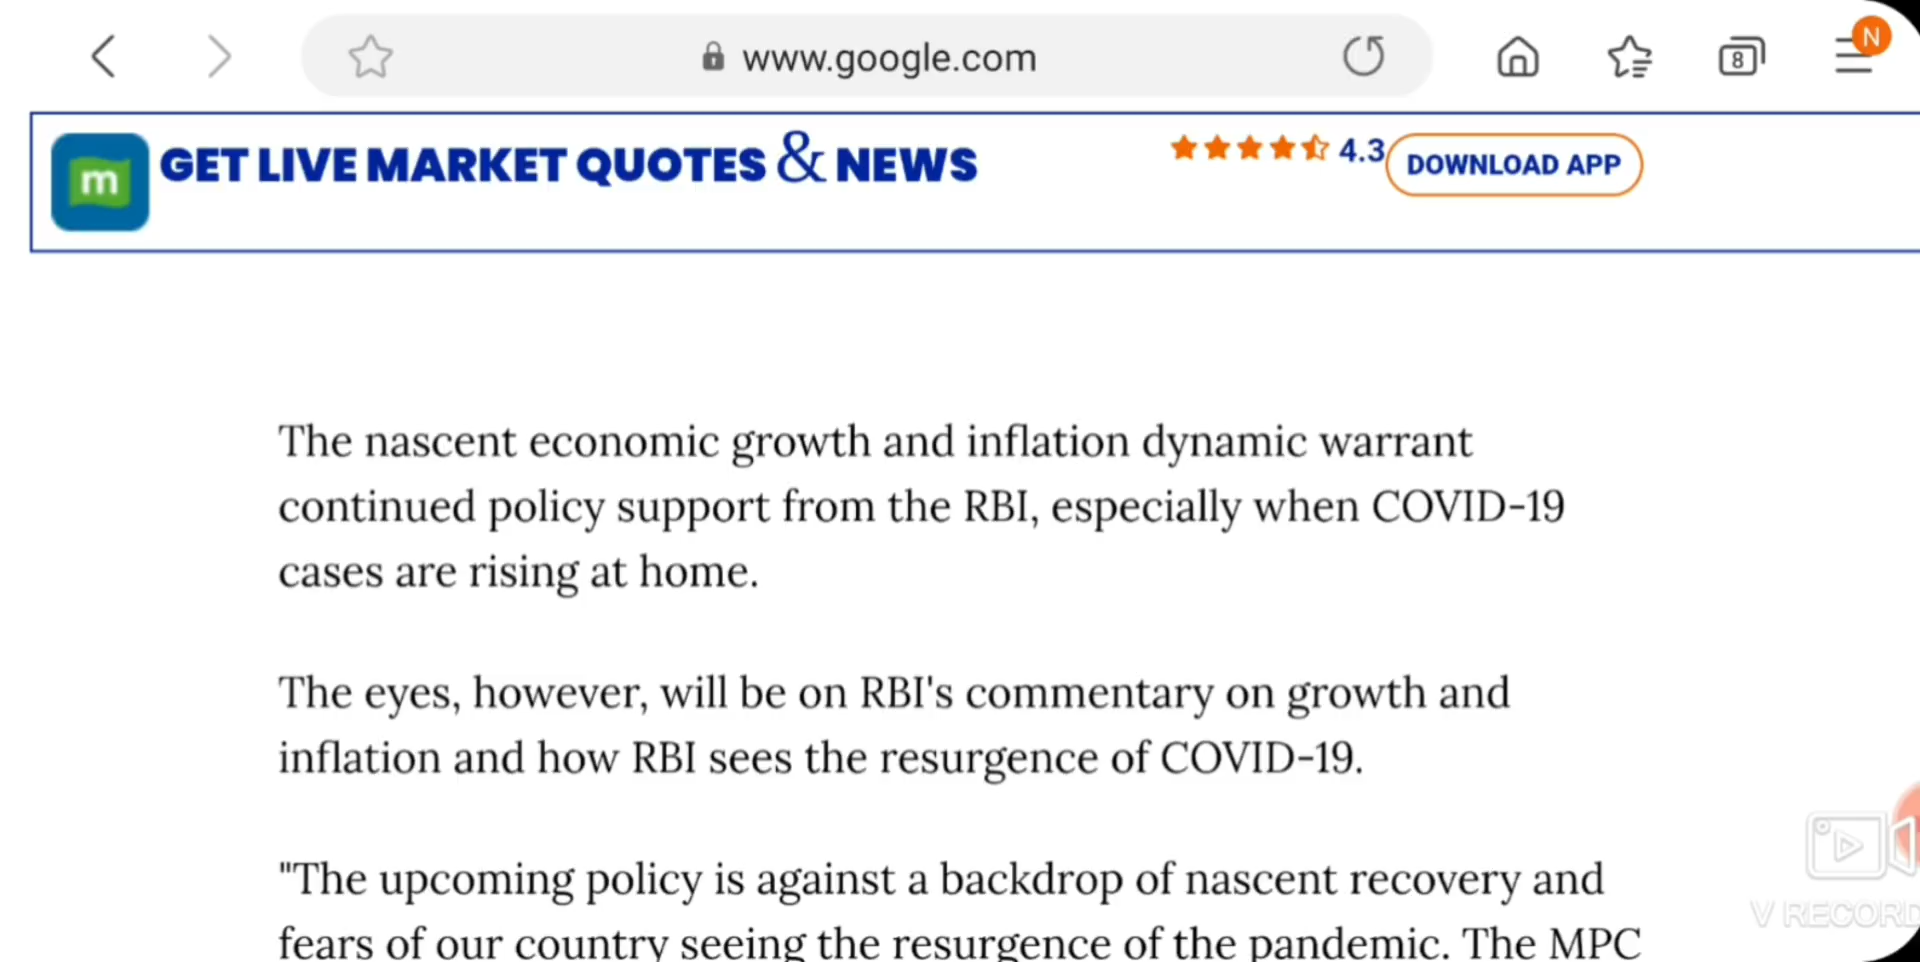 www.google.com
8
N
m
GET LIVE MARKET QUOTES & NEWS
4.3
DOWNLOAD APP
The nascent economic growth and inflation dynamic warrant
continued policy support from the RBI, especially when COVID-19
cases are rising at home.
The eyes, however, will be on RBI's commentary on growth and
inflation and how RBI sees the resurgence of COVID-19.
"The upcoming policy is against a backdrop of nascent recovery and
fears of our country seeing the resurgence of the pandemic. The MPC
V RECORD